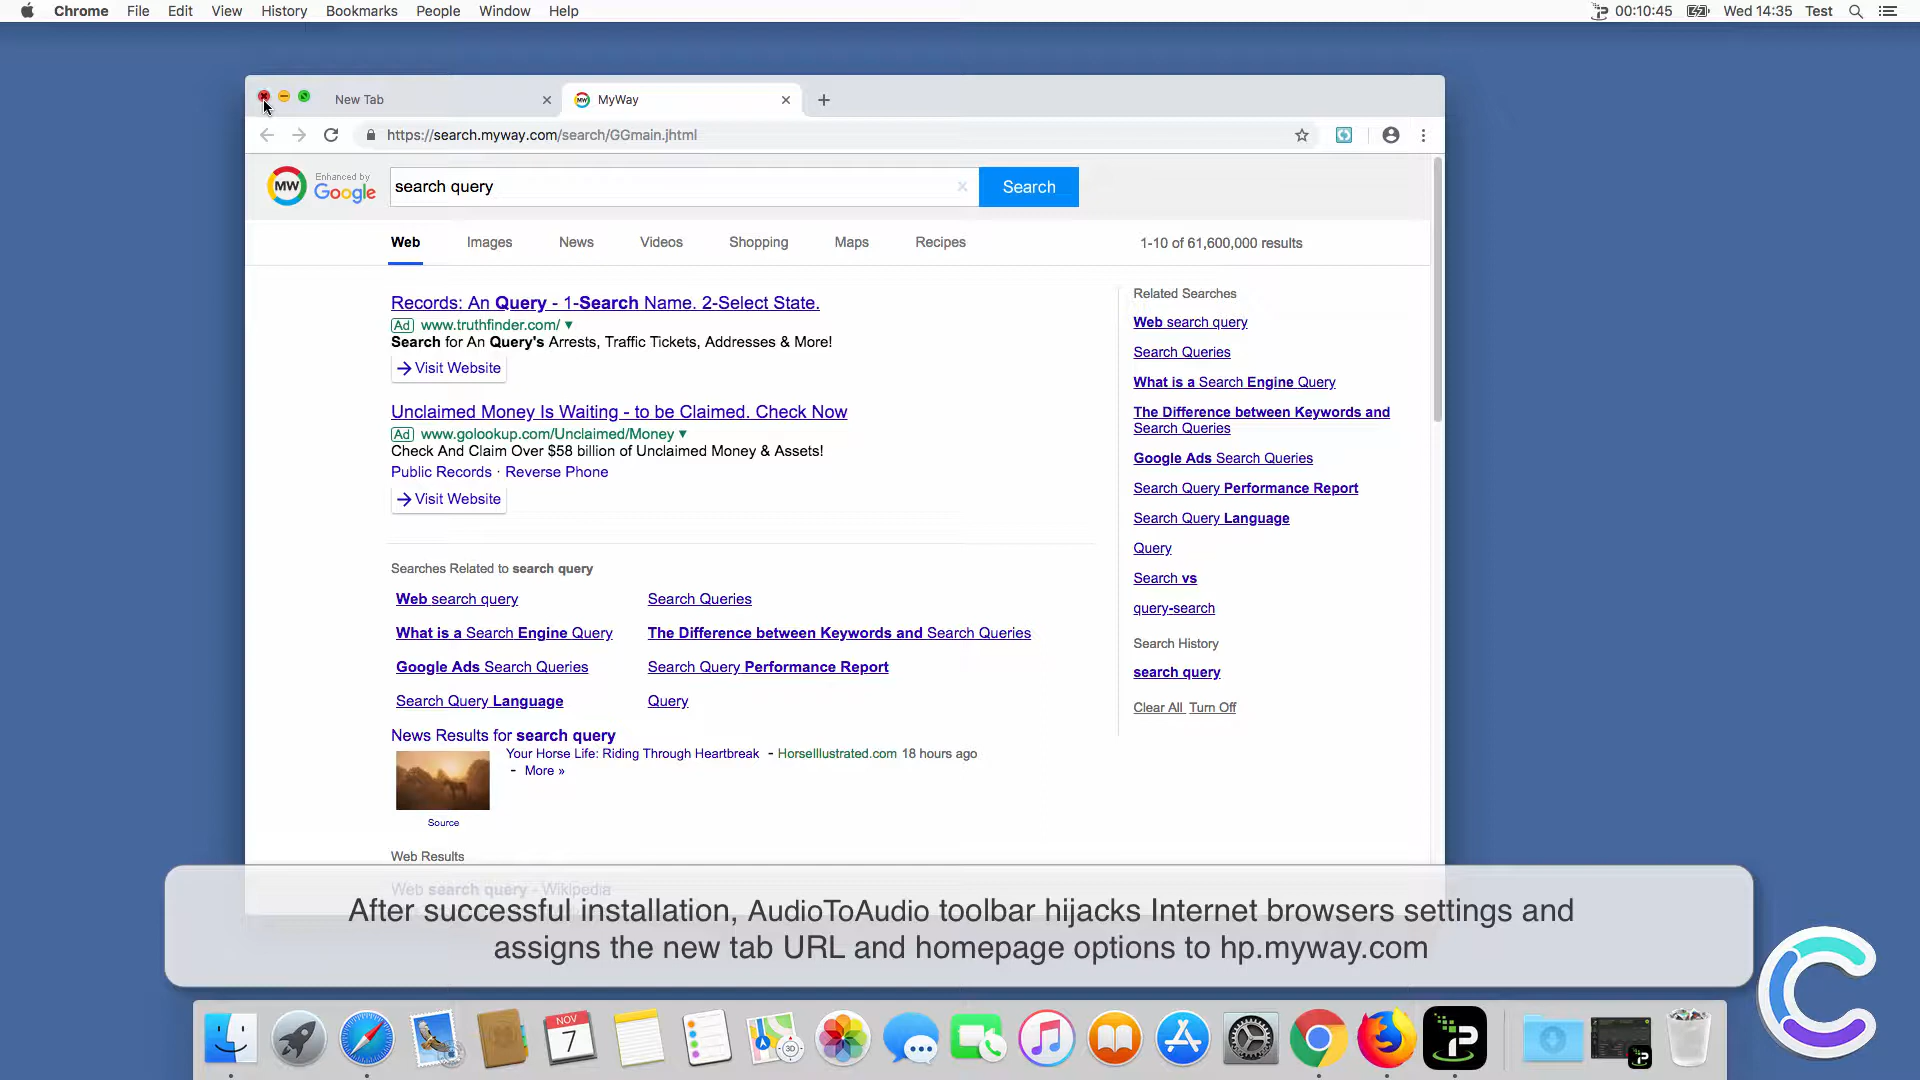 Chrome File Edit View History Bookmarks People Window Help 00:10:45 Wed 14:35 Test
New Tab MyWay
https://search.myway.com/search/GGmain.jhtml
MW Enhanced by Google search query Search
Web Images News Videos Shopping Maps Recipes 1-10 of 61,600,000 results
Records: An Query - 1-Search Name. 2-Select State.
Ad www.truthfinder.com/
Search for An Query's Arrests, Traffic Tickets, Addresses & More!
Visit Website
Unclaimed Money Is Waiting - to be Claimed. Check Now
Ad www.golookup.com/Unclaimed/Money
Check And Claim Over $58 billion of Unclaimed Money & Assets!
Public Records · Reverse Phone
Visit Website
Searches Related to search query
Web search query Search Queries
What is a Search Engine Query The Difference between Keywords and Search Queries
Google Ads Search Queries Search Query Performance Report
Search Query Language Query
News Results for search query
Your Horse Life: Riding Through Heartbreak - HorseIllustrated.com 18 hours ago
- More »
Source
Web Results
Web search query - Wikipedia
Related Searches
Web search query
Search Queries
What is a Search Engine Query
The Difference between Keywords and
Search Queries
Google Ads Search Queries
Search Query Performance Report
Search Query Language
Query
Search vs
query-search
Search History
search query
Clear All Turn Off
After successful installation, AudioToAudio toolbar hijacks Internet browsers settings and
assigns the new tab URL and homepage options to hp.myway.com
NOV
7
3D